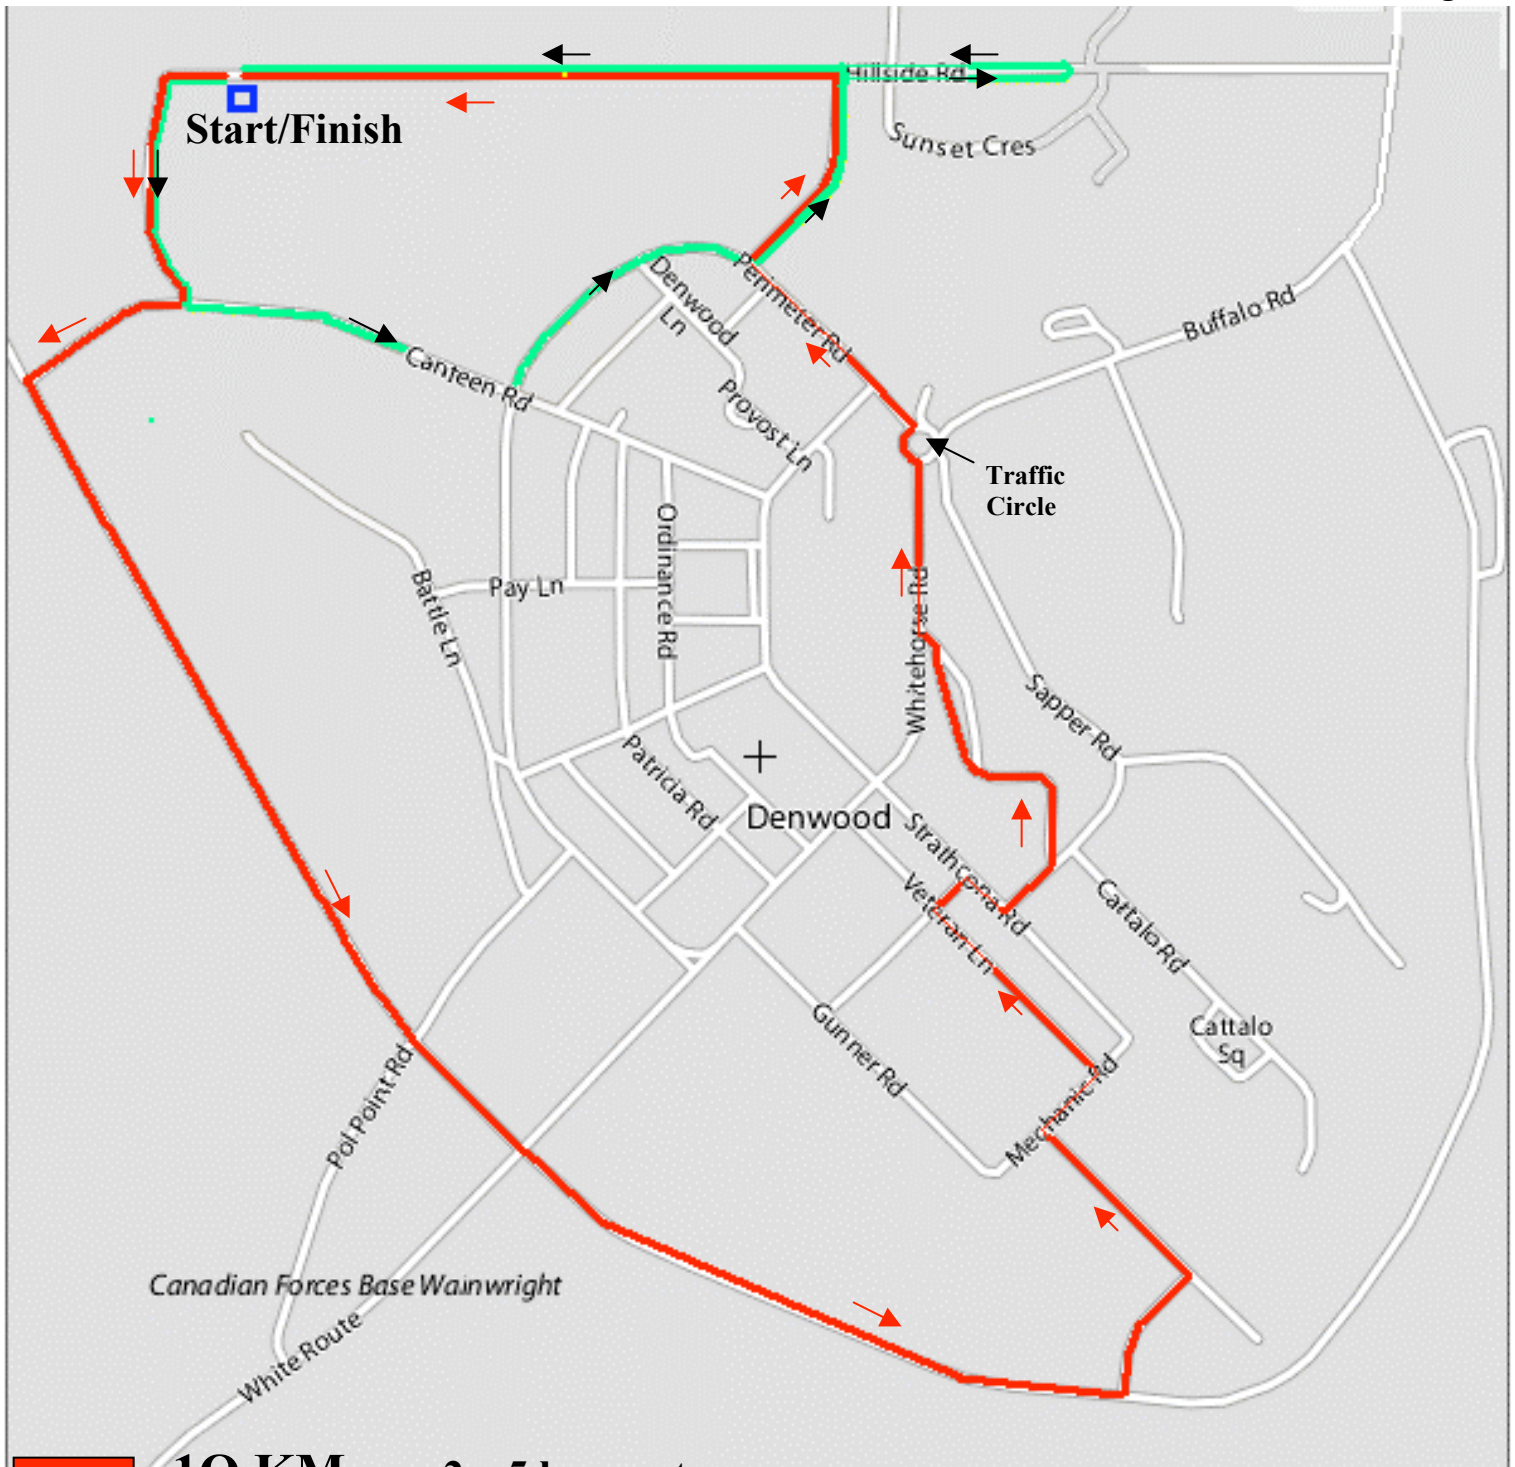 Hillside Rd
Start/Finish
Sunset Cres
Perimeter Rd
Denwood
Ln
Buffalo Rd
Canteen Rd
Provost Ln
Traffic
Circle
Ordinance Rd
Pay Ln
Battle Ln
Whitehorse Rd
Sapper Rd
Patricia Rd
Denwood
Strathcona Rd
Veteran Ln
Cattalo Rd
Gunner Rd
Cattalo
Sq
Mechanic Rd
Pol Point Rd
Canadian Forces Base Wainwright
White Route
10 KM